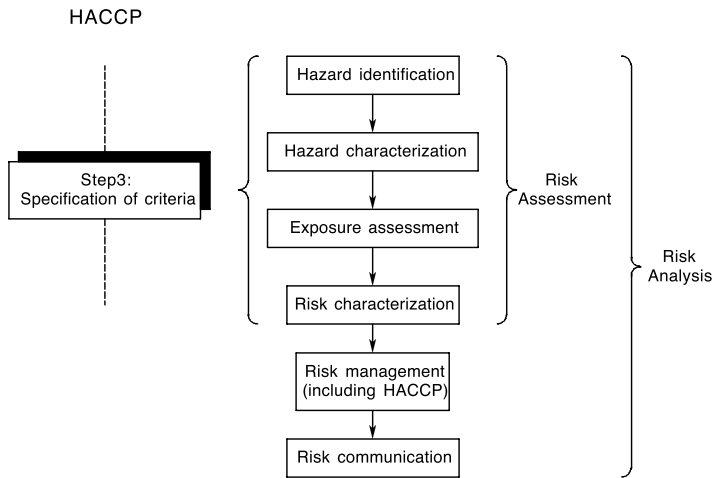 HACCP
Step3:
Specification of criteria
Hazard identification
Hazard characterization
Exposure assessment
Risk characterization
Risk management
(including HACCP)
Risk communication
Risk
Assessment
Risk
Analysis